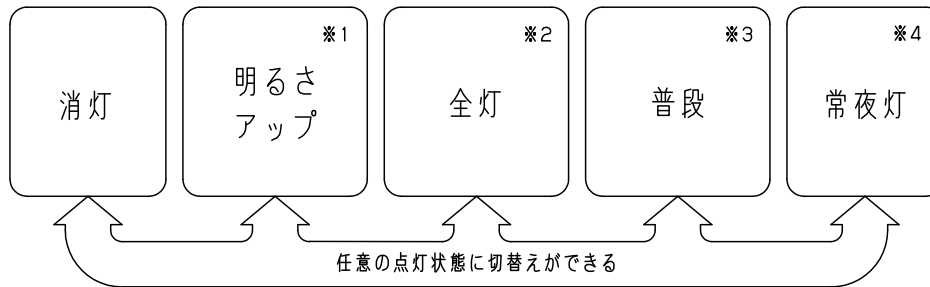 消灯
※1
明るさ
アップ
※2
全灯
※3
普段
※4
常夜灯
任意の点灯状態に切替えができる